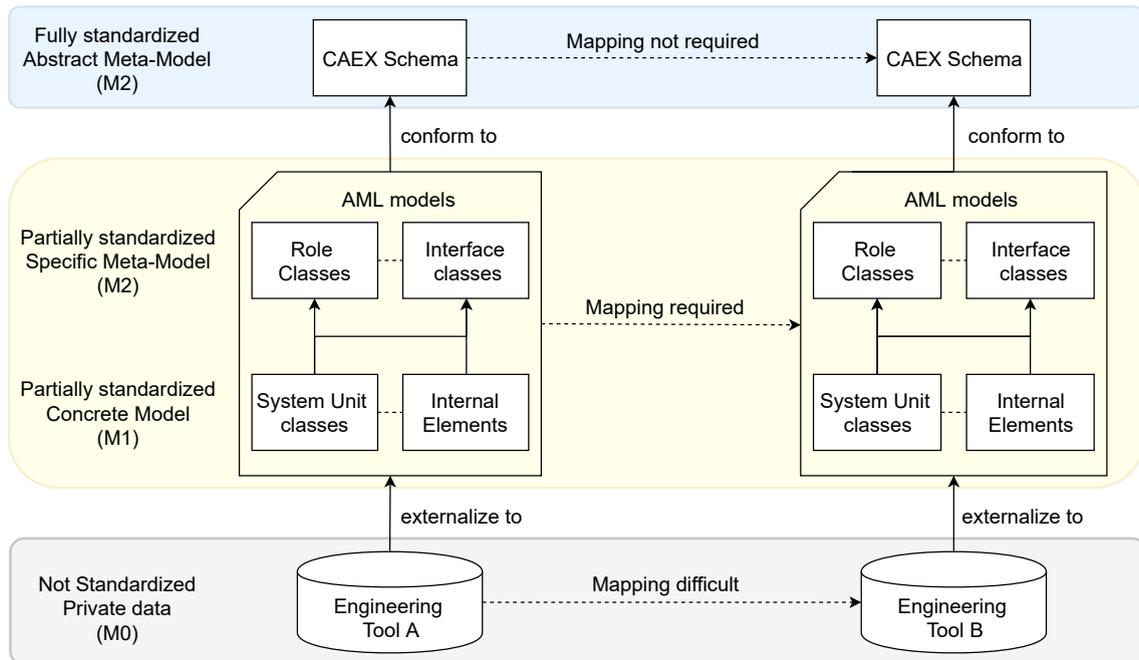 Fully standardized
Abstract Meta-Model
(M2)
CAEX Schema
Mapping not required
CAEX Schema
conform to
conform to
AML models
AML models
Partially standardized
Specific Meta-Model
(M2)
Role
Classes
Interface
classes
Role
Classes
Interface
classes
Mapping required
Partially standardized
Concrete Model
(M1)
System Unit
classes
Internal
Elements
System Unit
classes
Internal
Elements
externalize to
externalize to
Not Standardized
Private data
(M0)
Engineering
Tool A
Mapping difficult
Engineering
Tool B